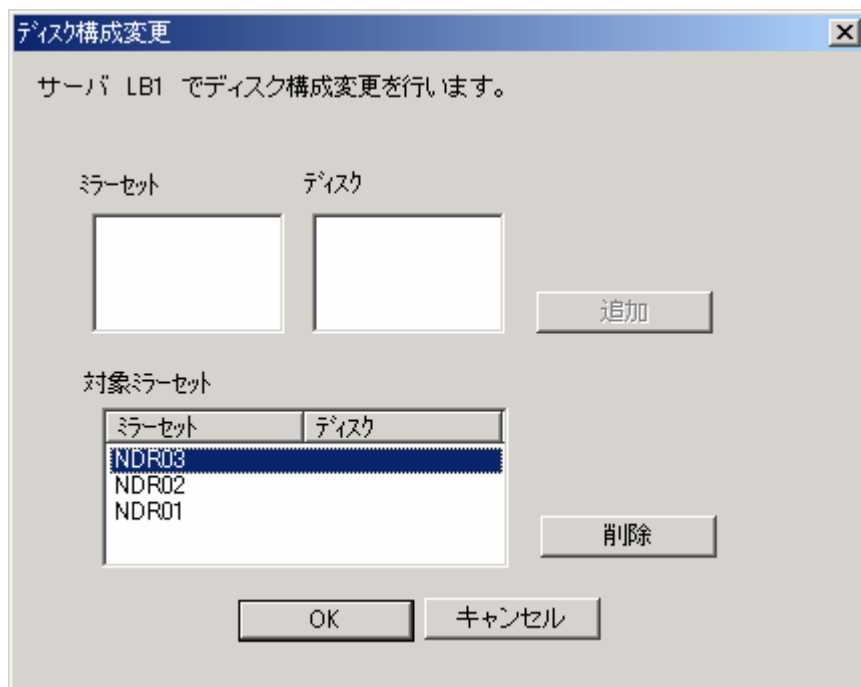 ディスク構成変更
サーバ LB1 でディスク構成変更を行います。
ミラーセット ディスク
追加
対象ミラーセット
ミラーセット ディスク
NDR03
NDR02
NDR01
削除
OK キャンセル